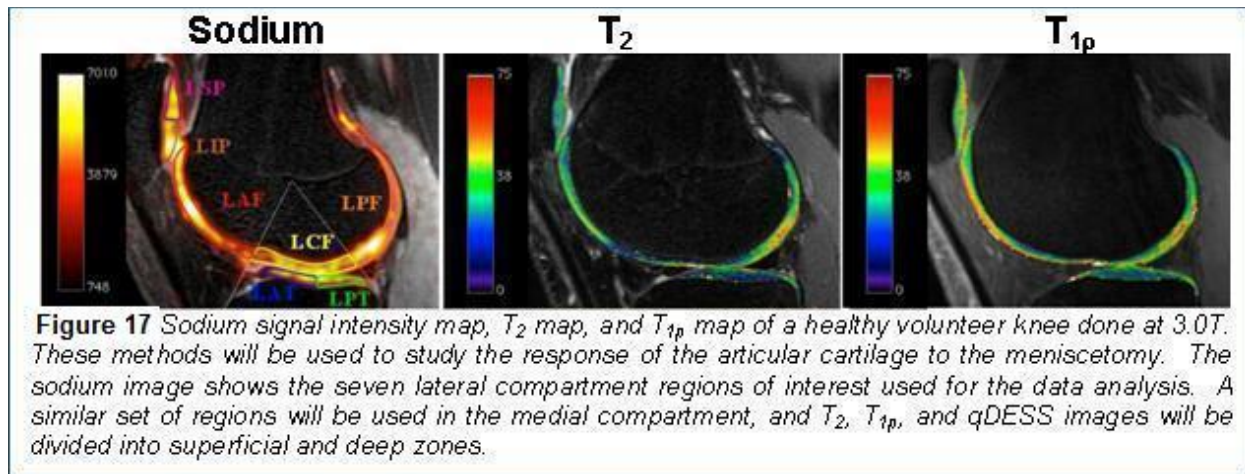 Sodium T₂ T₁ρ
7010
3879
748
LSP
LIP
LAF
LPF
LCF
LAT
LPT
75
38
0
75
38
0
Figure 17 Sodium signal intensity map, T₂ map, and T₁ρ map of a healthy volunteer knee done at 3.0T.
These methods will be used to study the response of the articular cartilage to the meniscetomy. The
sodium image shows the seven lateral compartment regions of interest used for the data analysis. A
similar set of regions will be used in the medial compartment, and T₂, T₁ρ, and qDESS images will be
divided into superficial and deep zones.